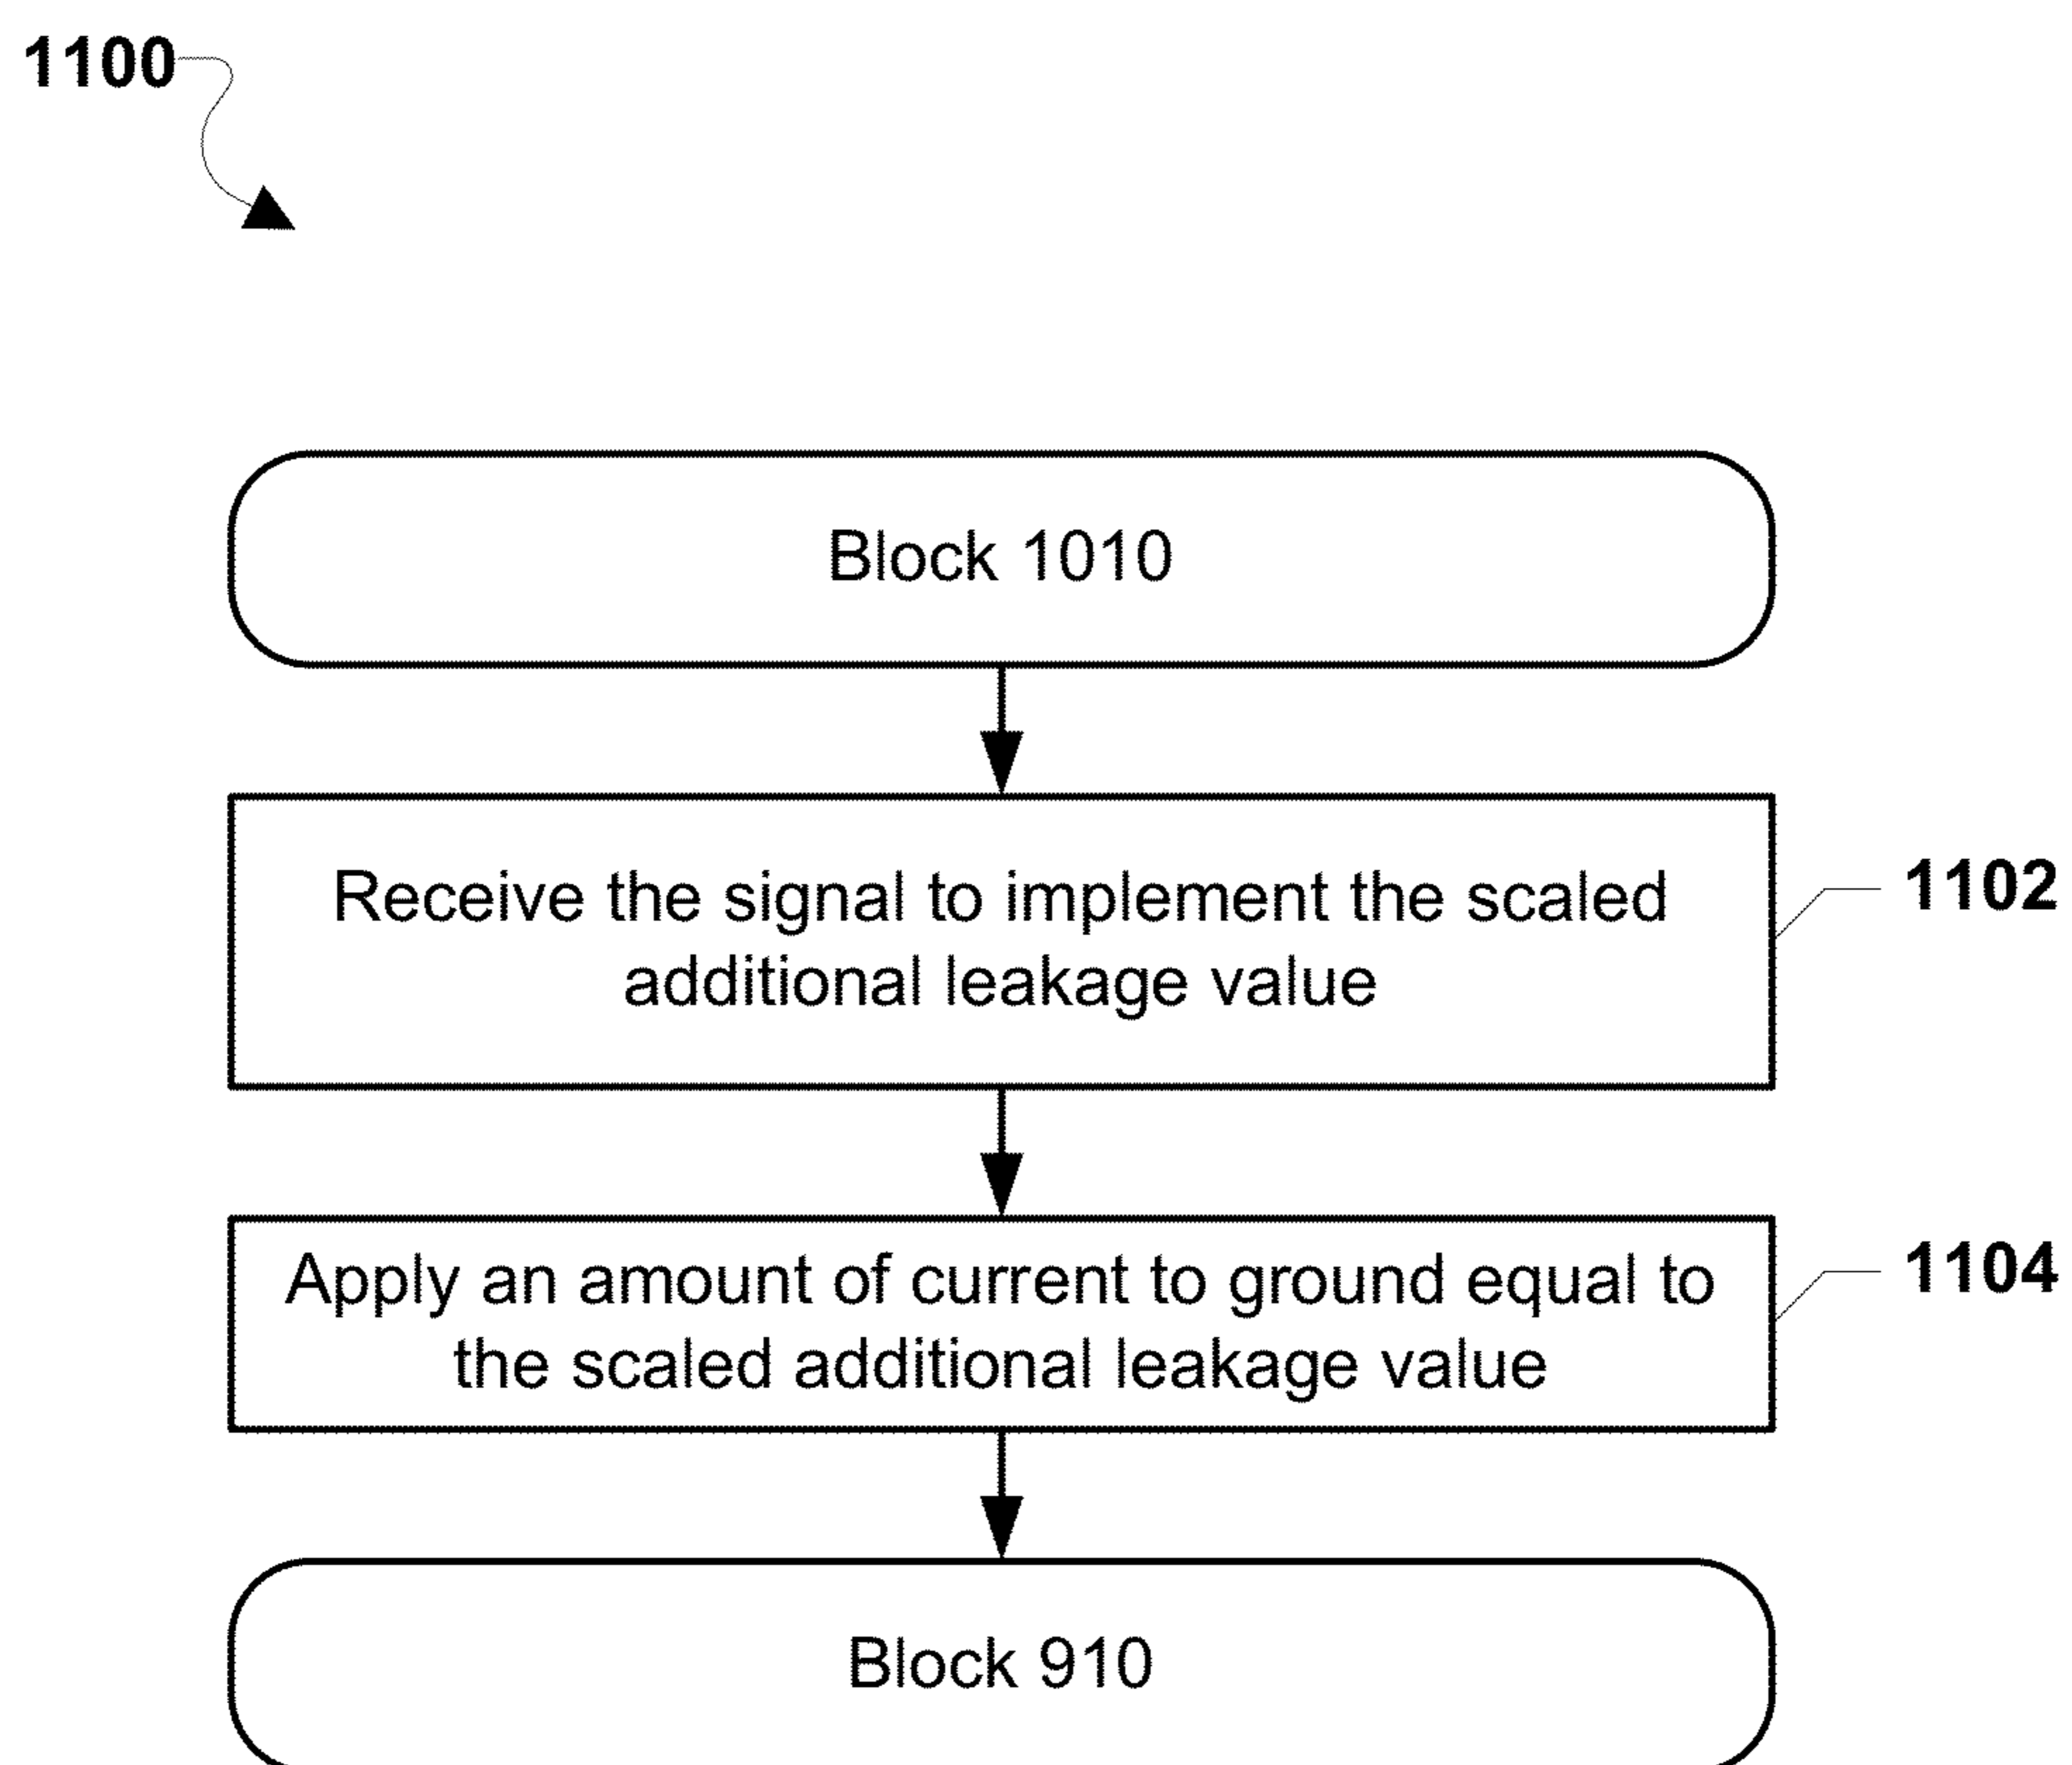 1100
Block 1010
Receive the signal to implement the scaled
additional leakage value
1102
Apply an amount of current to ground equal to
the scaled additional leakage value
1104
Block 910